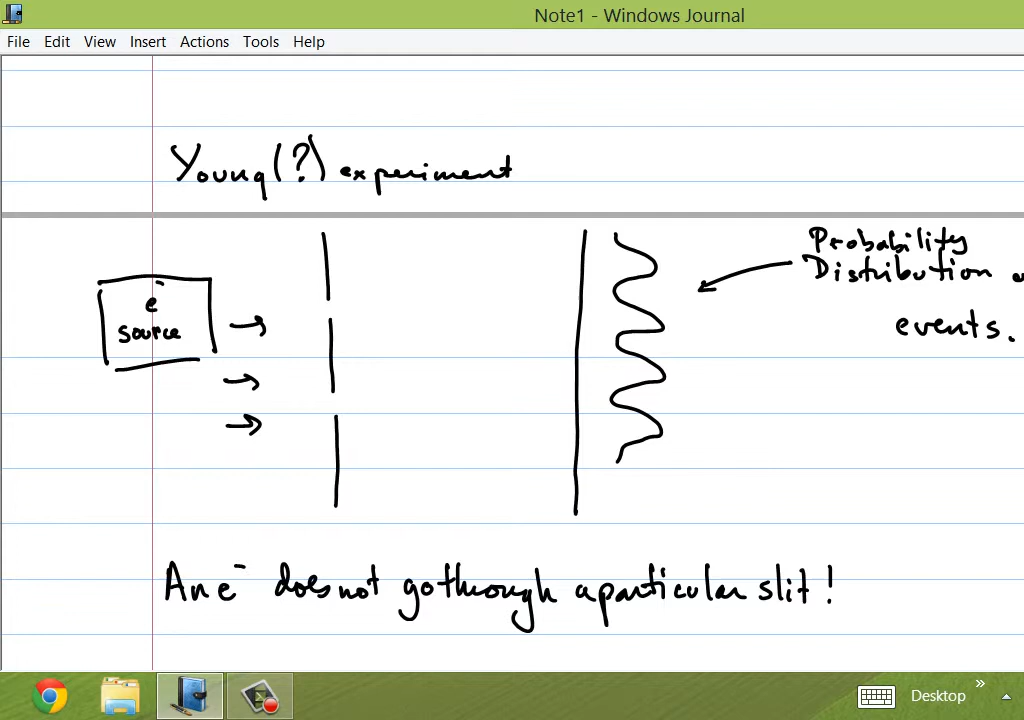 Note1 - Windows Journal
File Edit View Insert Actions Tools Help
Young(?) experiment
Probability
Distribution
events.
e-
source
An e- does not go through a particular slit!
Desktop